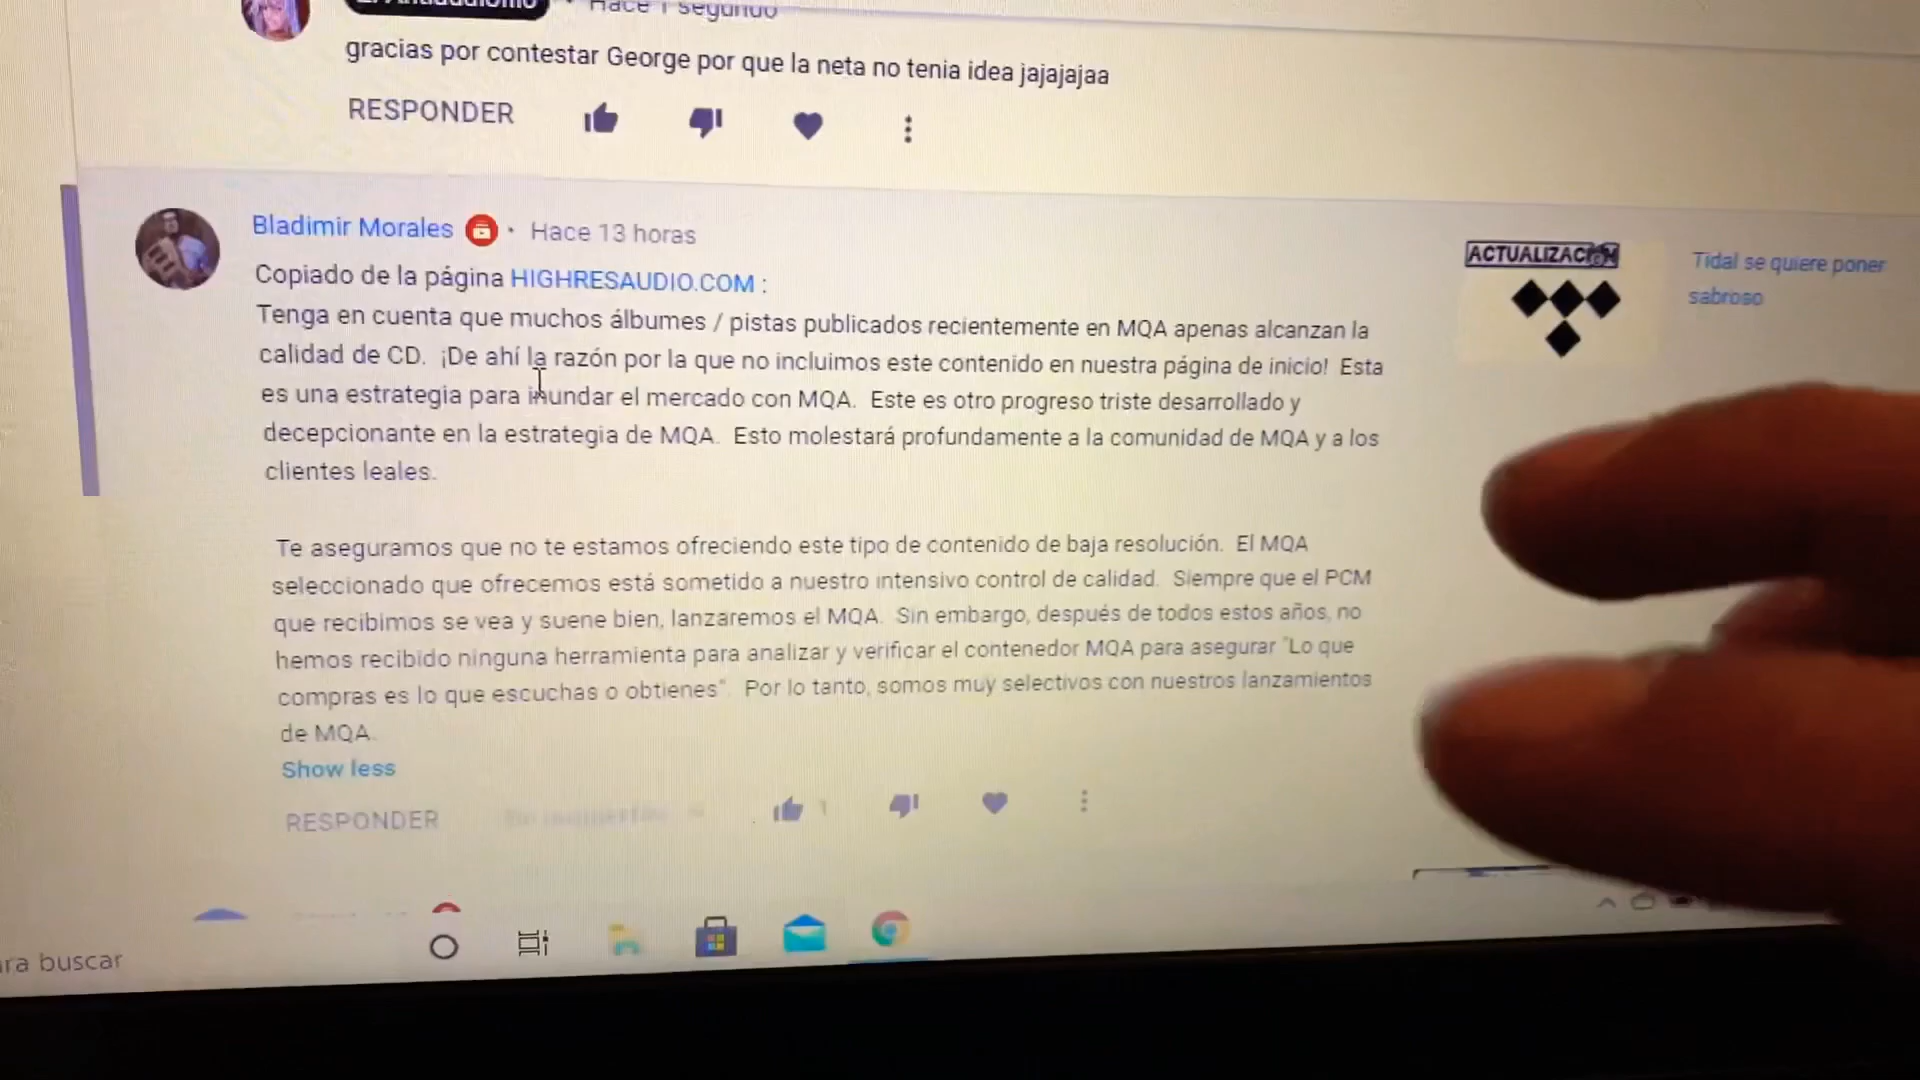 Hace 1 segundo
gracias por contestar George por que la neta no tenia idea jajajajaa
RESPONDER
Bladimir Morales • Hace 13 horas
Copiado de la página HIGHRESAUDIO.COM :
Tenga en cuenta que muchos álbumes / pistas publicados recientemente en MQA apenas alcanzan la
calidad de CD. ¡De ahí la razón por la que no incluimos este contenido en nuestra página de inicio! Esta
es una estrategia para inundar el mercado con MQA. Este es otro progreso triste desarrollado y
decepcionante en la estrategia de MQA. Esto molestará profundamente a la comunidad de MQA y a los
clientes leales.
Te aseguramos que no te estamos ofreciendo este tipo de contenido de baja resolución. El MQA
seleccionado que ofrecemos está sometido a nuestro intensivo control de calidad. Siempre que el PCM
que recibimos se vea y suene bien, lanzaremos el MQA. Sin embargo, después de todos estos años, no
hemos recibido ninguna herramienta para analizar y verificar el contenedor MQA para asegurar "Lo que
compras es lo que escuchas o obtienes". Por lo tanto, somos muy selectivos con nuestros lanzamientos
de MQA.
Show less
RESPONDER
1
ACTUALIZACIÓN
Tidal se quiere poner
sabroso
ara buscar